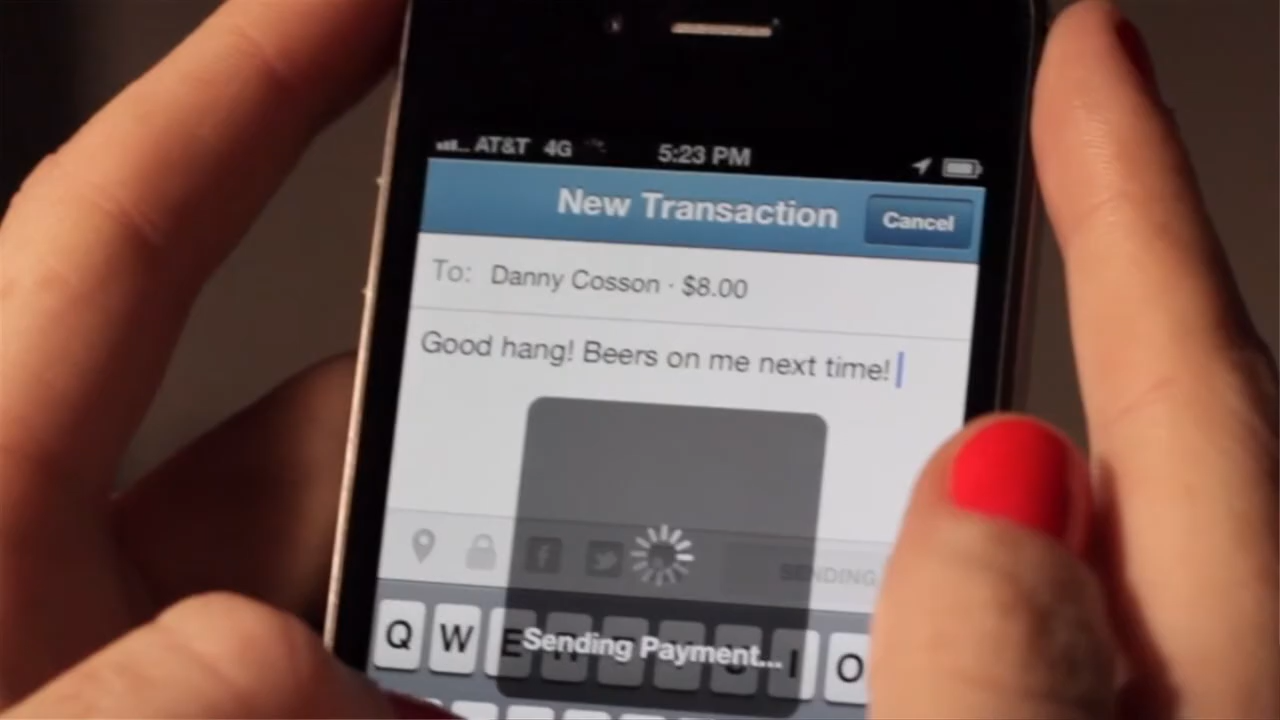 AT&T 4G 5:23 PM
New Transaction Cancel
To: Danny Cosson · $8.00
Good hang! Beers on me next time!
SENDING
Sending Payment...
Q W E I O